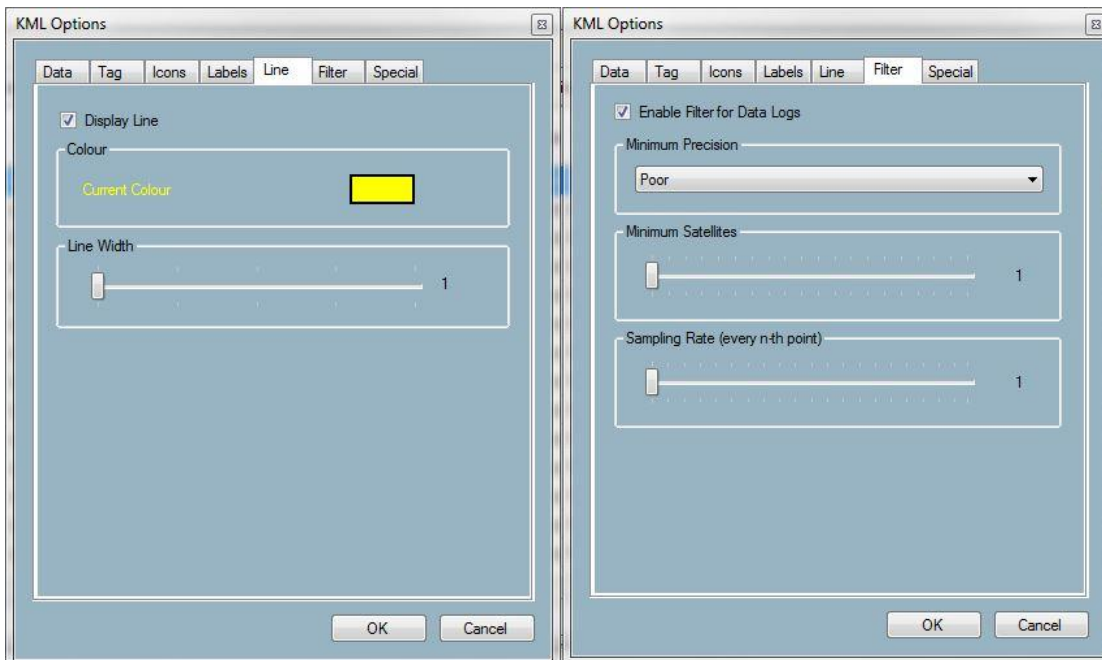 KML Options
Data Tag Icons Labels Line Filter Special
Display Line
Colour
Current Colour
Line Width
1
OK Cancel
KML Options
Data Tag Icons Labels Line Filter Special
Enable Filter for Data Logs
Minimum Precision
Poor
Minimum Satellites
1
Sampling Rate (every n-th point)
1
OK Cancel